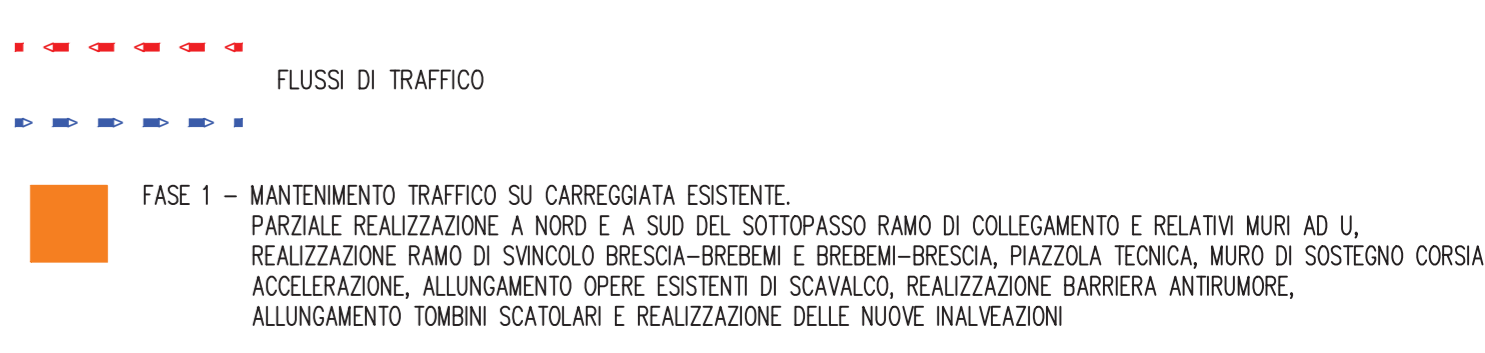 FLUSSI DI TRAFFICO
FASE 1 – MANTENIMENTO TRAFFICO SU CARREGGIATA ESISTENTE.
PARZIALE REALIZZAZIONE A NORD E A SUD DEL SOTTOPASSO RAMO DI COLLEGAMENTO E RELATIVI MURI AD U,
REALIZZAZIONE RAMO DI SVINCOLO BRESCIA–BREBEMI E BREBEMI–BRESCIA, PIAZZOLA TECNICA, MURO DI SOSTEGNO CORSIA
ACCELERAZIONE, ALLUNGAMENTO OPERE ESISTENTI DI SCAVALCO, REALIZZAZIONE BARRIERA ANTIRUMORE,
ALLUNGAMENTO TOMBINI SCATOLARI E REALIZZAZIONE DELLE NUOVE INALVEAZIONI